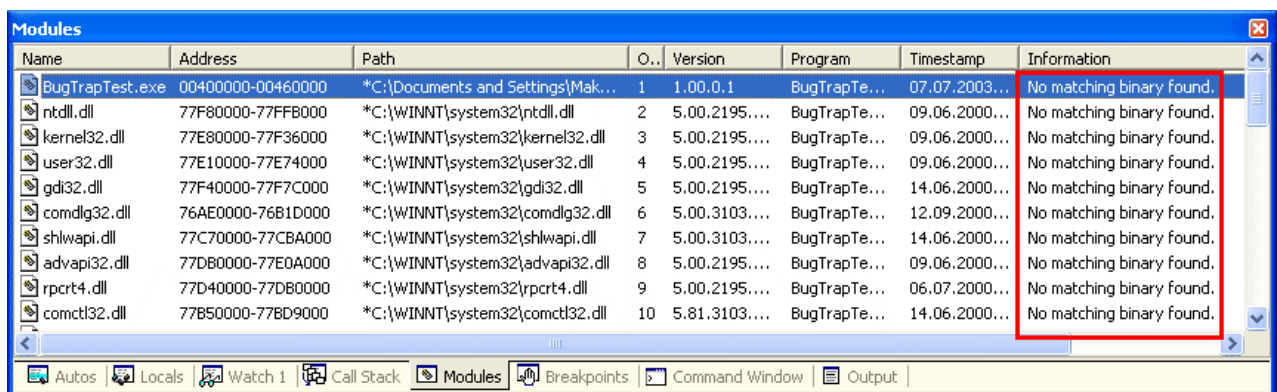 Modules
Name Address Path O.. Version Program Timestamp Information
BugTrapTest.exe 00400000-00460000 *C:\Documents and Settings\Mak... 1 1.00.0.1 BugTrapTe... 07.07.2003... No matching binary found.
ntdll.dll 77F80000-77FFB000 *C:\WINNT\system32\ntdll.dll 2 5.00.2195.... BugTrapTe... 09.06.2000... No matching binary found.
kernel32.dll 77E80000-77F36000 *C:\WINNT\system32\kernel32.dll 3 5.00.2195.... BugTrapTe... 09.06.2000... No matching binary found.
user32.dll 77E10000-77E74000 *C:\WINNT\system32\user32.dll 4 5.00.2195.... BugTrapTe... 09.06.2000... No matching binary found.
gdi32.dll 77F40000-77F7C000 *C:\WINNT\system32\gdi32.dll 5 5.00.2195.... BugTrapTe... 14.06.2000... No matching binary found.
comdlg32.dll 76AE0000-76B1D000 *C:\WINNT\system32\comdlg32.dll 6 5.00.3103.... BugTrapTe... 12.09.2000... No matching binary found.
shlwapi.dll 77C70000-77CBA000 *C:\WINNT\system32\shlwapi.dll 7 5.00.3103.... BugTrapTe... 14.06.2000... No matching binary found.
advapi32.dll 77DB0000-77E0A000 *C:\WINNT\system32\advapi32.dll 8 5.00.2195.... BugTrapTe... 09.06.2000... No matching binary found.
rpcrt4.dll 77D40000-77DB0000 *C:\WINNT\system32\rpcrt4.dll 9 5.00.2195.... BugTrapTe... 06.07.2000... No matching binary found.
comctl32.dll 77B50000-77BD9000 *C:\WINNT\system32\comctl32.dll 10 5.81.3103.... BugTrapTe... 14.06.2000... No matching binary found.
Autos Locals Watch 1 Call Stack Modules Breakpoints Command Window Output